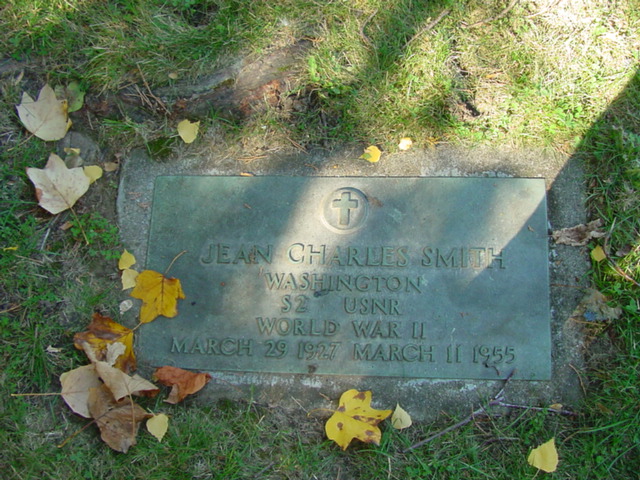 JEAN CHARLES SMITH
WASHINGTON
S2 USNR
WORLD WAR II
MARCH 29 1927 MARCH 11 1955